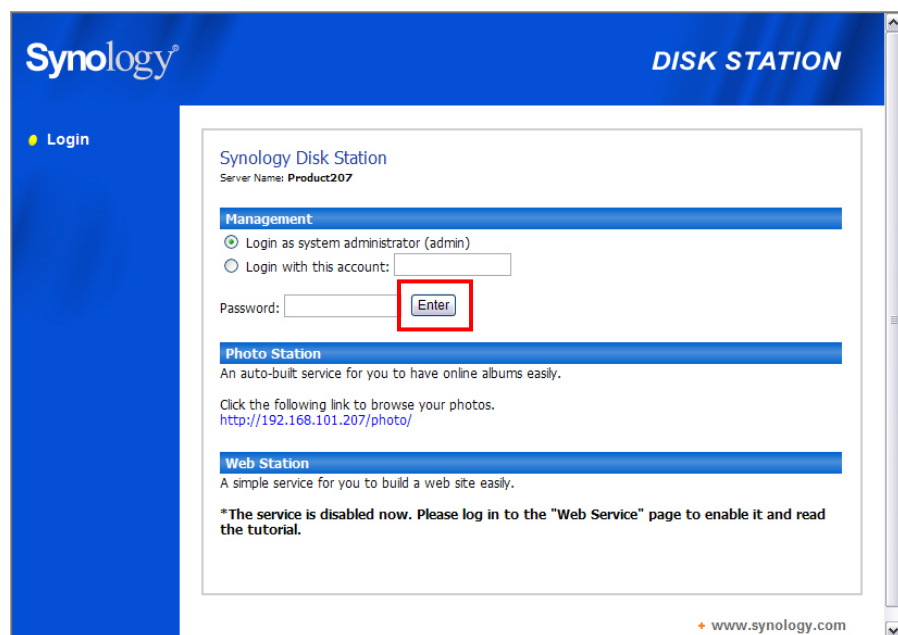 Synology®
DISK STATION
Login
Synology Disk Station
Server Name: Product207
Management
Login as system administrator (admin)
Login with this account:
Password: Enter
Photo Station
An auto-built service for you to have online albums easily.
Click the following link to browse your photos.
http://192.168.101.207/photo/
Web Station
A simple service for you to build a web site easily.
*The service is disabled now. Please log in to the "Web Service" page to enable it and read
the tutorial.
www.synology.com